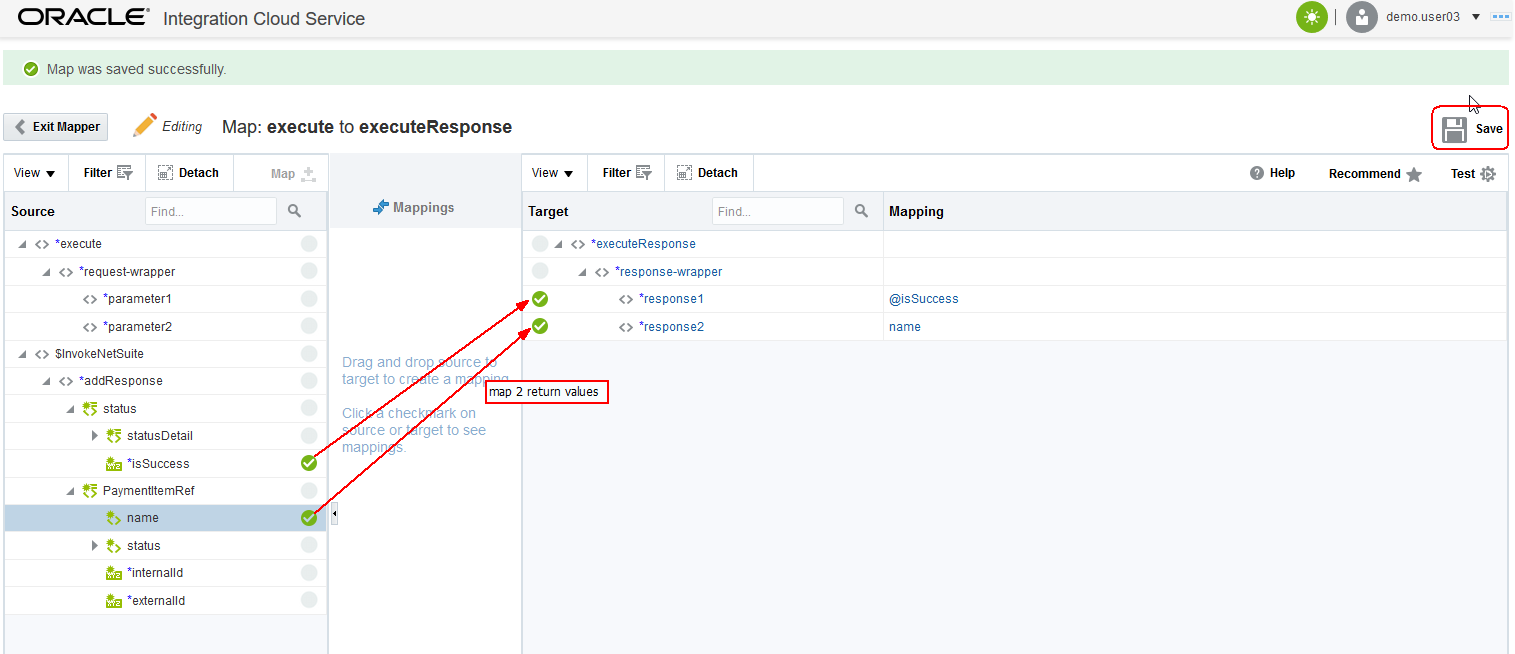 ORACLE® Integration Cloud Service
demo.user03
Map was saved successfully.
Exit Mapper
Editing
Map: execute to executeResponse
Save
View
Filter
Detach
Map
Mappings
View
Filter
Detach
Help
Recommend
Test
Source
Find...
Target
Find...
Mapping
*execute
*request-wrapper
*parameter1
*parameter2
$InvokeNetSuite
*addResponse
status
statusDetail
*isSuccess
PaymentItemRef
name
status
*internalId
*externalId
Drag and drop source to
target to create a mapping.
Click a checkmark on
source or target to see
mappings.
map 2 return values
*executeResponse
*response-wrapper
*response1
@isSuccess
*response2
name